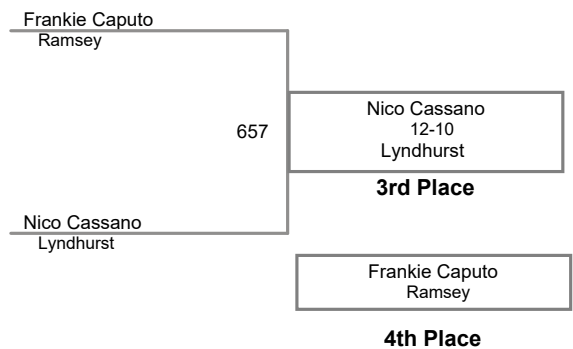 Frankie Caputo
Ramsey
657
Nico Cassano
12-10
Lyndhurst
3rd Place
Nico Cassano
Lyndhurst
Frankie Caputo
Ramsey
4th Place